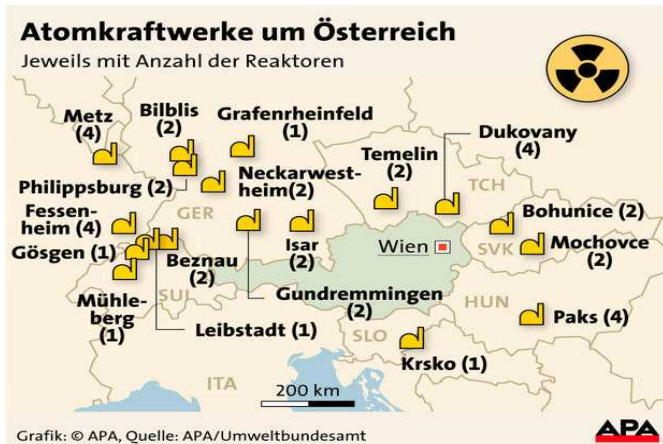 Atomkraftwerke um Österreich
Jeweils mit Anzahl der Reaktoren
Metz
(4)
Bilblis
(2)
Grafenrheinfeld
(1)
Dukovany
(4)
Temelin
(2)
Philippsburg (2)
Neckarwest-
heim(2)
TCH
Fessen-
heim (4)
GER
Bohunice (2)
Gösgen (1)
Beznau
(2)
Isar
(2)
Wien
SVK
Mochovce
(2)
Mühle-
berg
(1)
SUI
Gundremmingen
(2)
HUN
Leibstadt (1)
Paks (4)
SLO
Krsko (1)
ITA
200 km
Grafik: © APA, Quelle: APA/Umweltbundesamt
APA